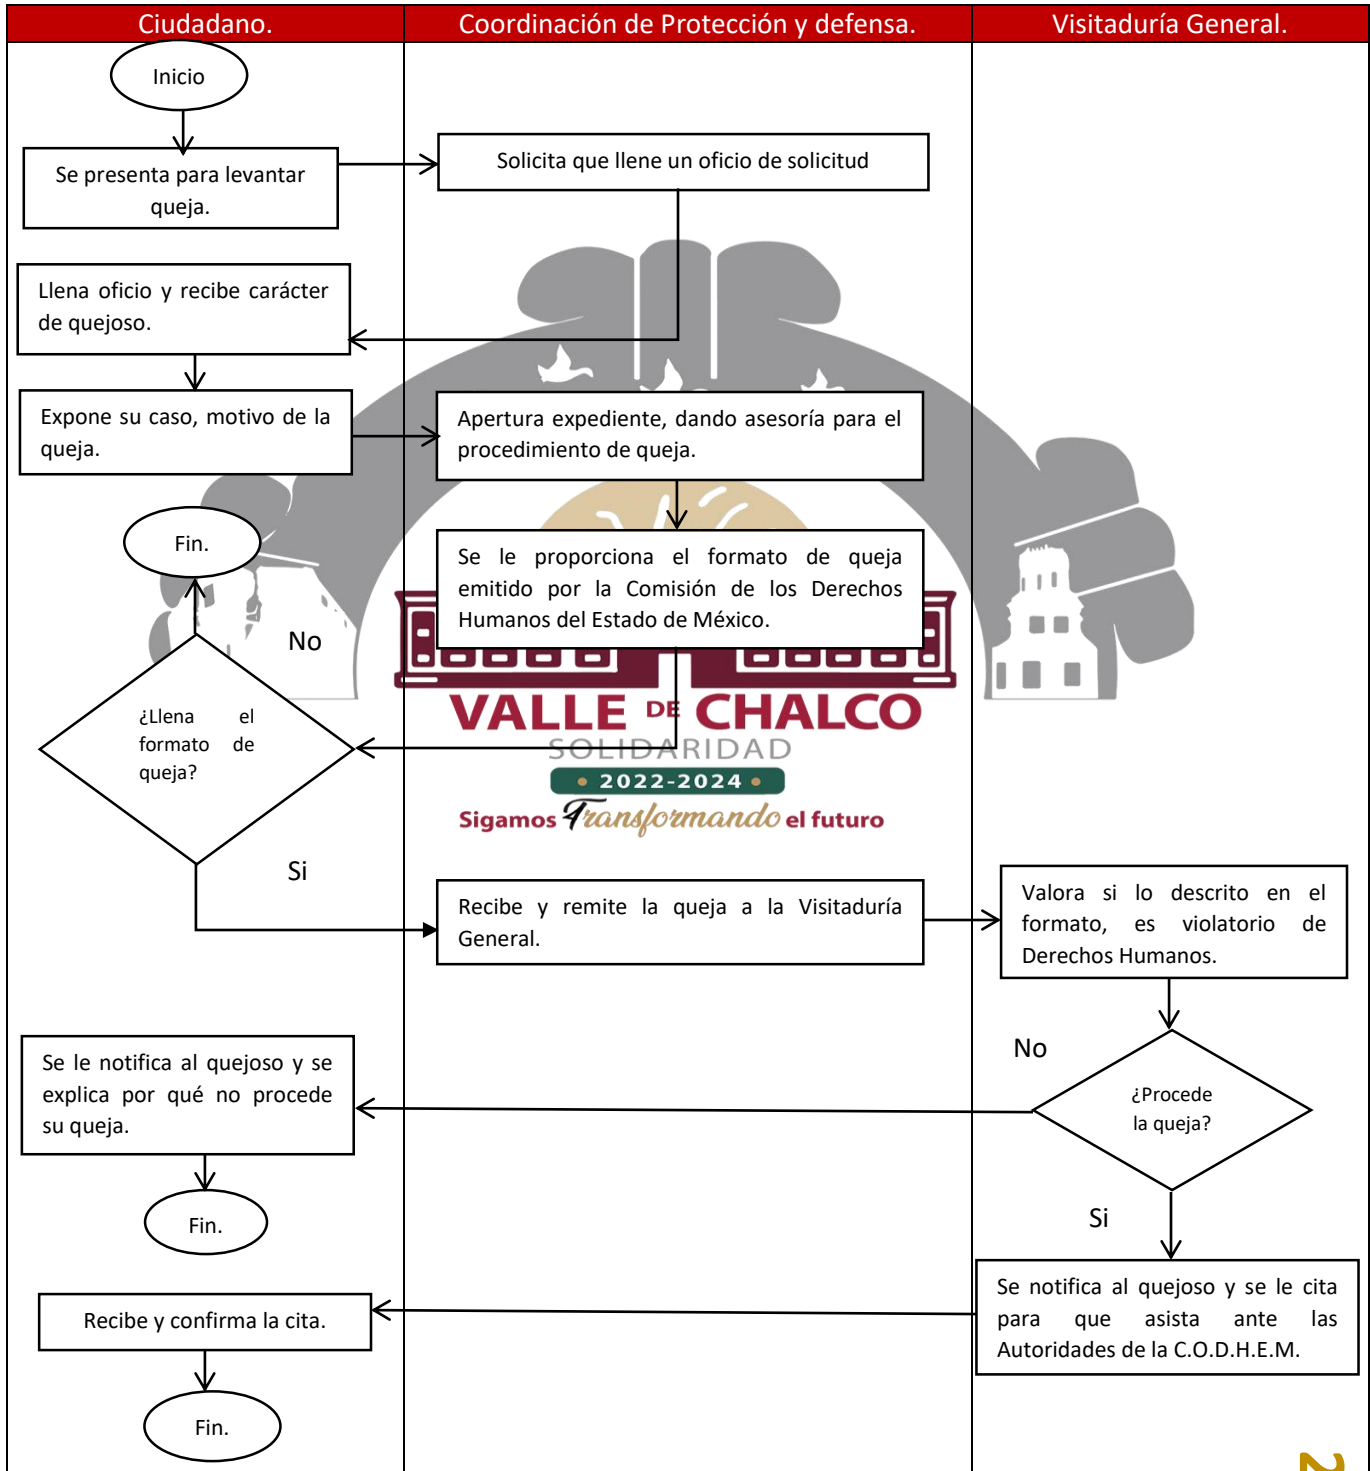 Ciudadano.
Coordinación de Protección y defensa.
Visitaduría General.
Inicio
Se presenta para levantar
queja.
Solicita que llene un oficio de solicitud
Llena oficio y recibe carácter
de quejoso.
Expone su caso, motivo de la
queja.
Apertura expediente, dando asesoría para el
procedimiento de queja.
Fin.
Se le proporciona el formato de queja
emitido por la Comisión de los Derechos
Humanos del Estado de México.
No
¿Llena el
formato de
queja?
VALLE DE CHALCO
SOLIDARIDAD
• 2022-2024 •
Sigamos Transformando el futuro
Si
Recibe y remite la queja a la Visitaduría
General.
Valora si lo descrito en el
formato, es violatorio de
Derechos Humanos.
No
¿Procede
la queja?
Se le notifica al quejoso y se
explica por qué no procede
su queja.
Fin.
Si
Se notifica al quejoso y se le cita
para que asista ante las
Autoridades de la C.O.D.H.E.M.
Recibe y confirma la cita.
Fin.
2